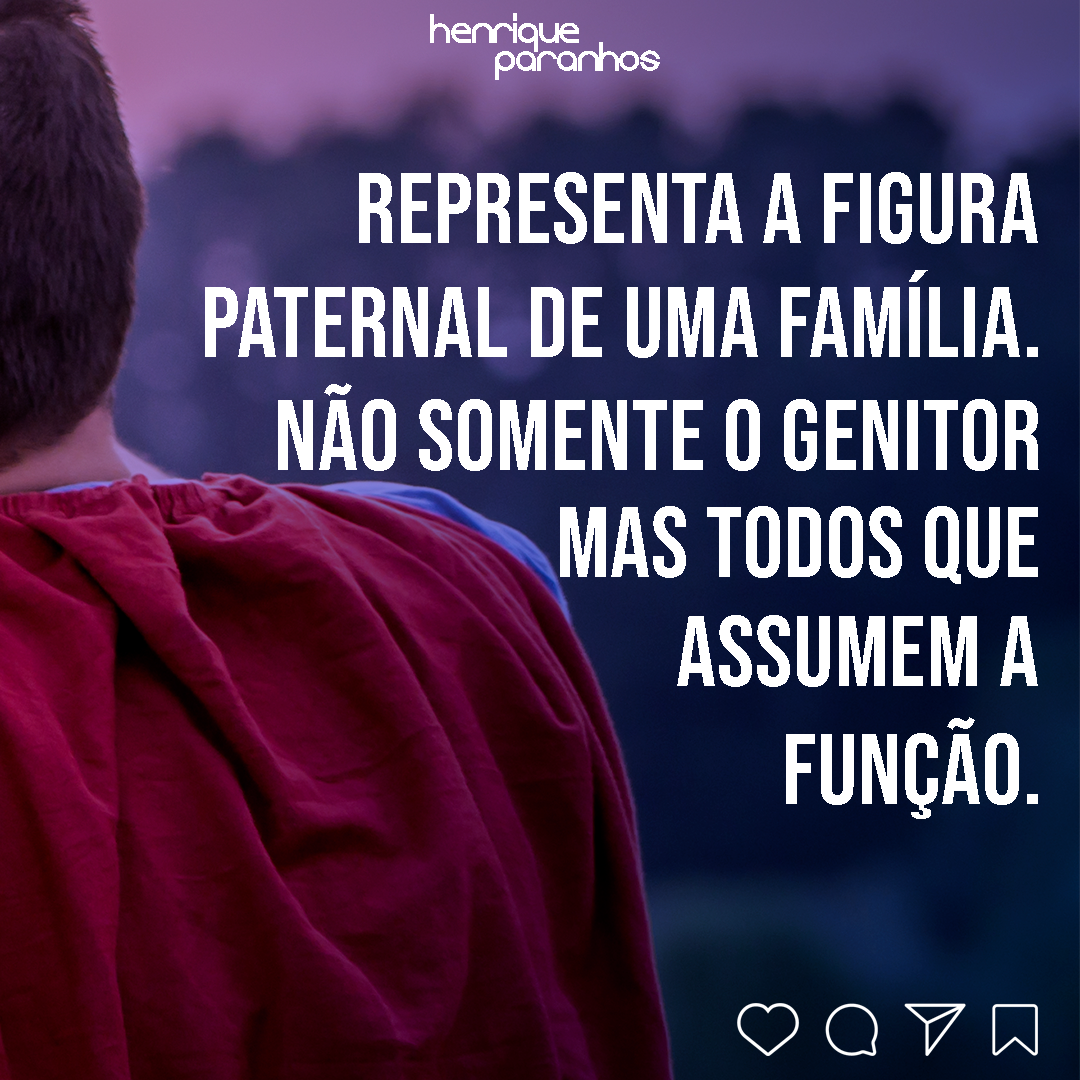 henrique
paranhos
REPRESENTA A FIGURA
PATERNAL DE UMA FAMÍLIA.
NÃO SOMENTE O GENITOR
MAS TODOS QUE
ASSUMEM A
FUNÇÃO.